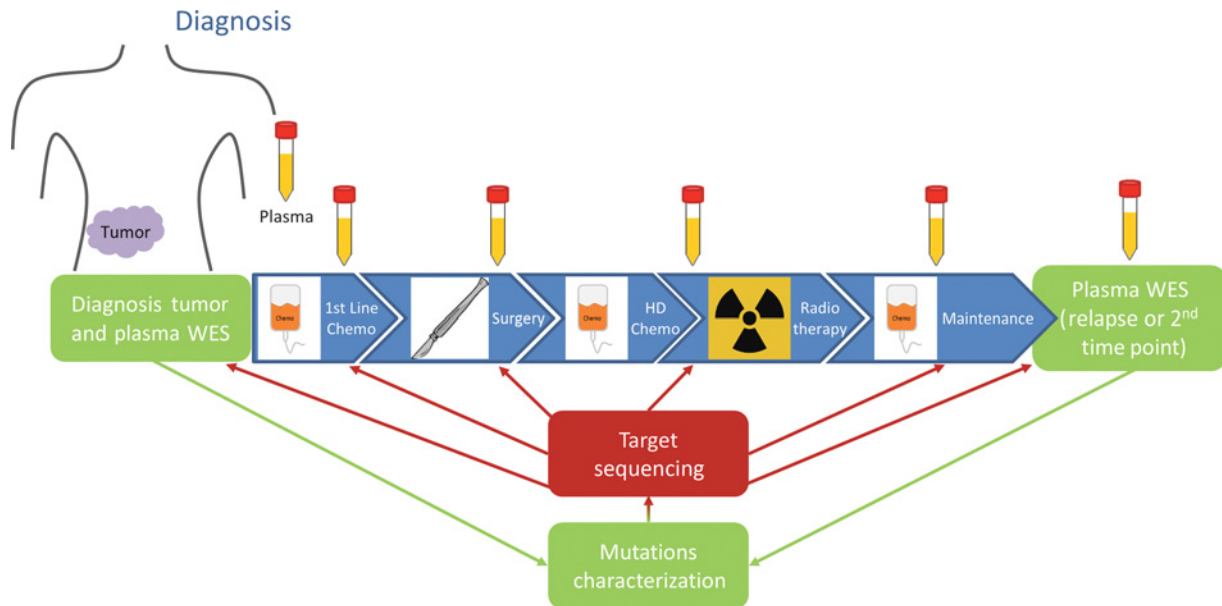 Diagnosis
Plasma
Tumor
Diagnosis tumor
and plasma WES
Chemo
1st Line
Chemo
Surgery
Chemo
HD
Chemo
Radio
therapy
Chemo
Maintenance
Plasma WES
(relapse or 2nd
time point)
Target
sequencing
Mutations
characterization